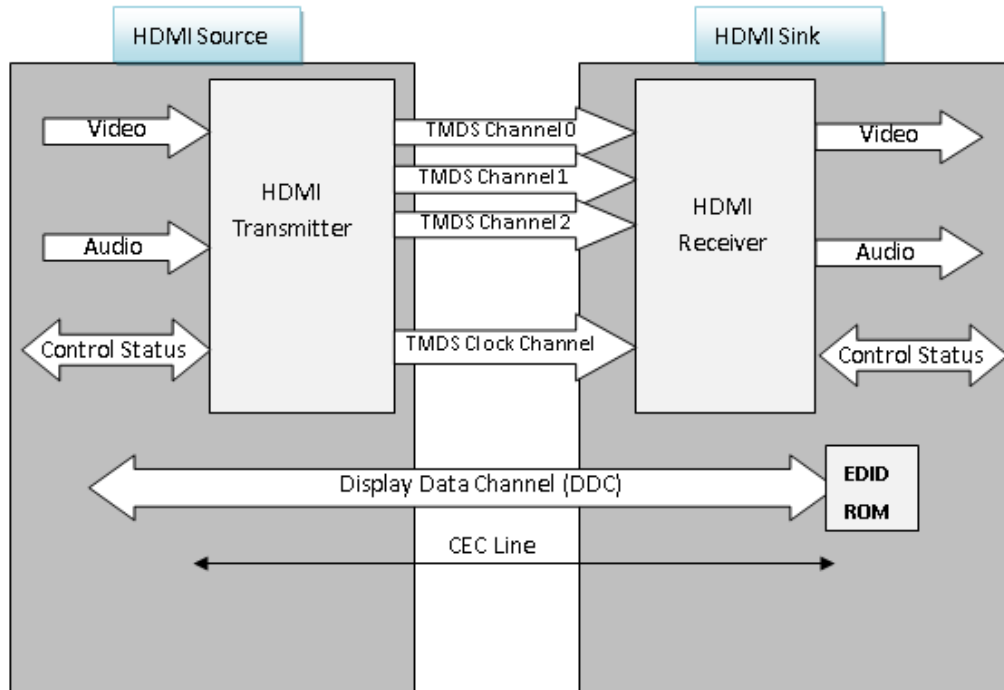 HDMI Source
HDMI Sink
Video
HDMI
Transmitter
TMDS Channel 0
TMDS Channel 1
TMDS Channel 2
HDMI
Receiver
Video
Audio
Audio
Control Status
TMDS Clock Channel
Control Status
Display Data Channel (DDC)
EDID
ROM
CEC Line